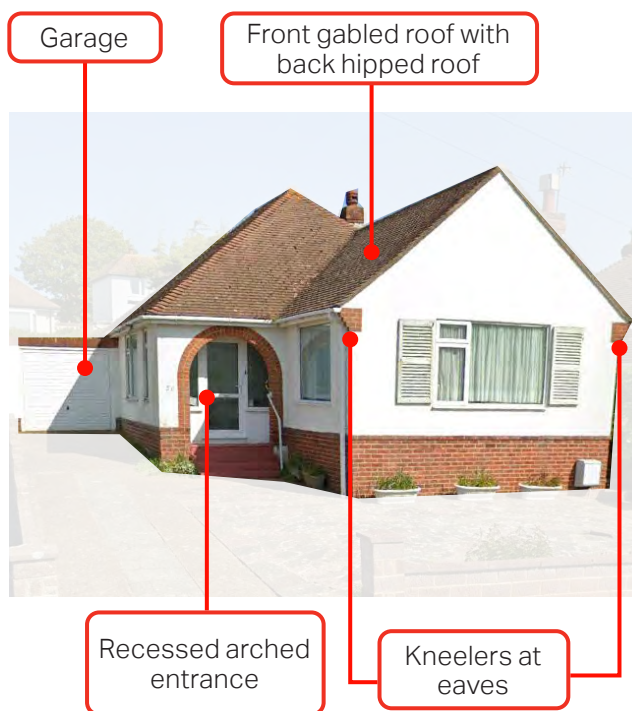 Garage
Front gabled roof with
back hipped roof
Recessed arched
entrance
Kneelers at
eaves